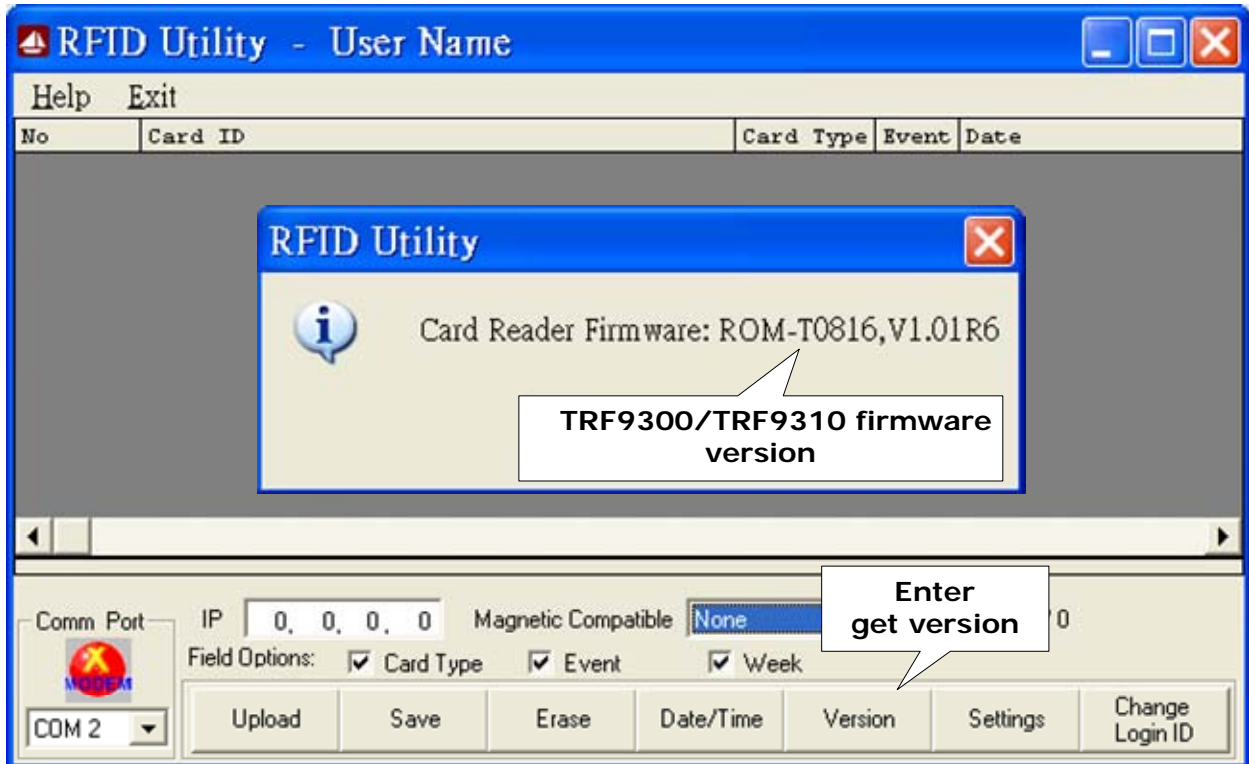 RFID Utility - User Name
Help Exit
No Card ID Card Type Event Date
RFID Utility
Card Reader Firmware: ROM-T0816,V1.01R6
TRF9300/TRF9310 firmware
version
Enter
get version
Comm Port IP 0. 0. 0. 0 Magnetic Compatible None 0
MODEM
Field Options: Card Type Event Week
COM 2 Upload Save Erase Date/Time Version Settings Change
Login ID